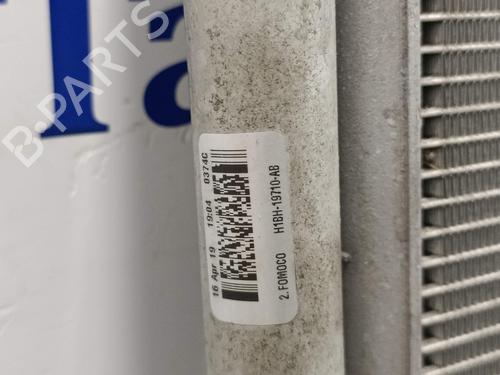 B-PARTS
16 Apr 19 19:04 0374C
2.FOMOCO H1BH-19710-AB